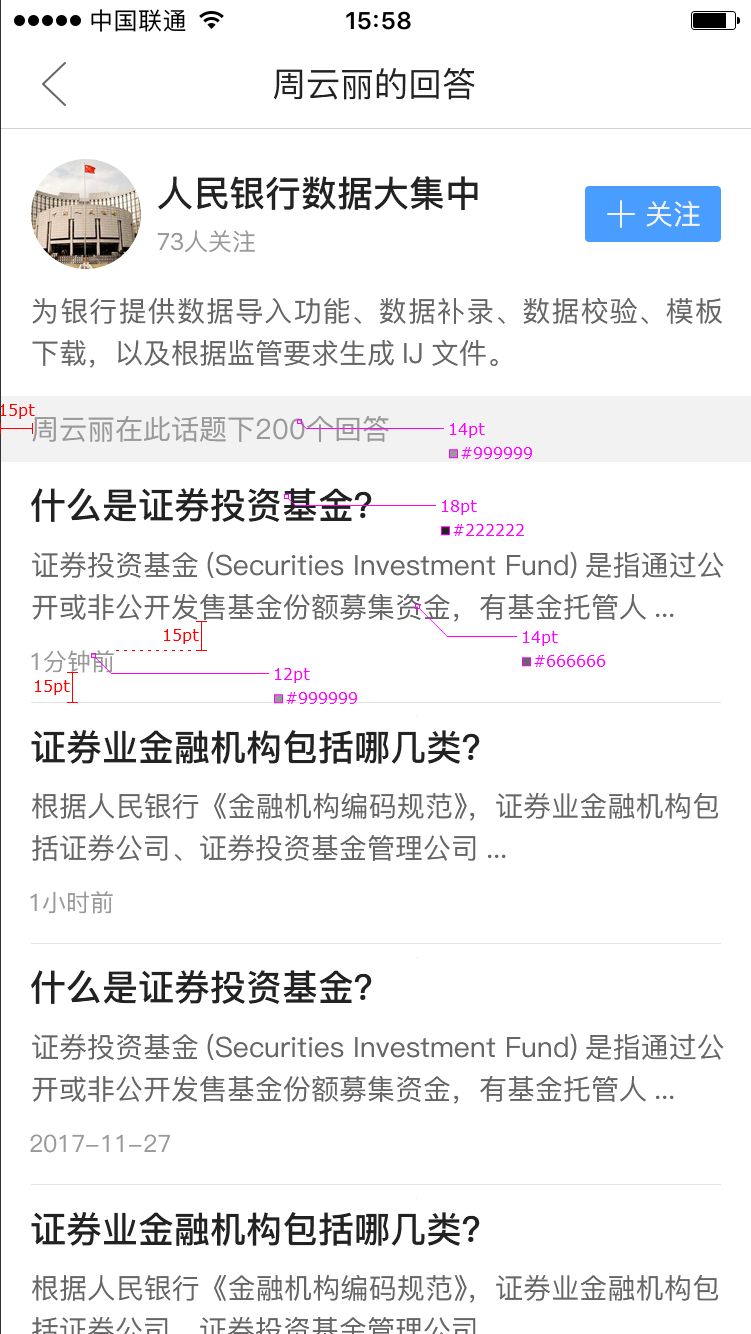 中国联通 15:58
周云丽的回答
人民银行数据大集中
73人关注
关注
为银行提供数据导入功能、数据补录、数据校验、模板
下载，以及根据监管要求生成 IJ 文件。
15pt
周云丽在此话题下200个回答
14pt
#999999
什么是证券投资基金?
18pt
#222222
证券投资基金 (Securities Investment Fund) 是指通过公
开或非公开发售基金份额募集资金，有基金托管人 ...
15pt
14pt
#666666
1分钟前
12pt
#999999
15pt
证券业金融机构包括哪几类?
根据人民银行《金融机构编码规范》，证券业金融机构包
括证券公司、证券投资基金管理公司 ...
1小时前
什么是证券投资基金?
证券投资基金 (Securities Investment Fund) 是指通过公
开或非公开发售基金份额募集资金，有基金托管人 ...
2017-11-27
证券业金融机构包括哪几类?
根据人民银行《金融机构编码规范》，证券业金融机构包
括证券公司、证券投资基金管理公司